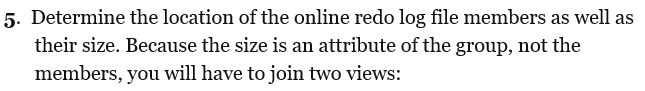 5. Determine the location of the online redo log file members as well as
their size. Because the size is an attribute of the group, not the
members, you will have to join two views: